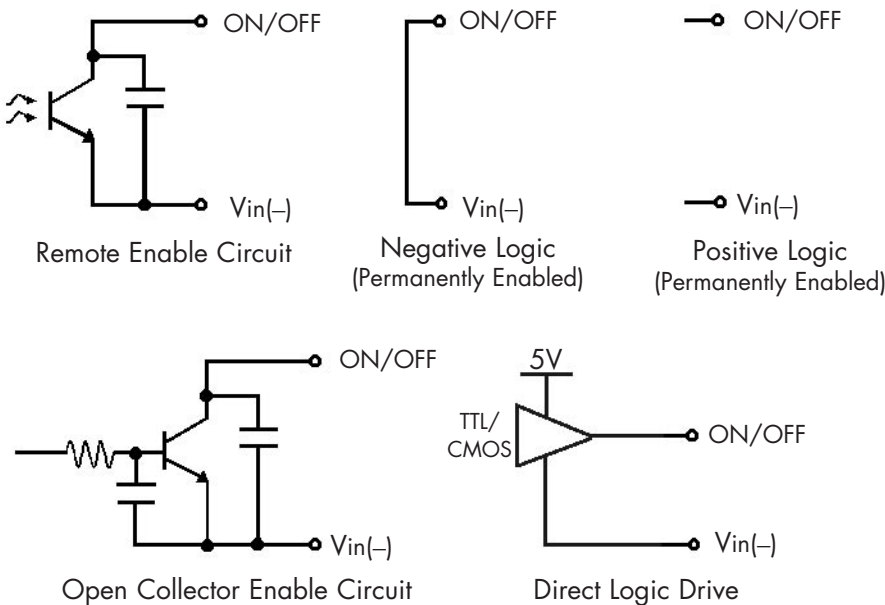 ON/OFF
Vin(–)
Remote Enable Circuit
ON/OFF
Vin(–)
Negative Logic
(Permanently Enabled)
ON/OFF
Vin(–)
Positive Logic
(Permanently Enabled)
ON/OFF
Vin(–)
Open Collector Enable Circuit
5V
TTL/
CMOS
ON/OFF
Vin(–)
Direct Logic Drive